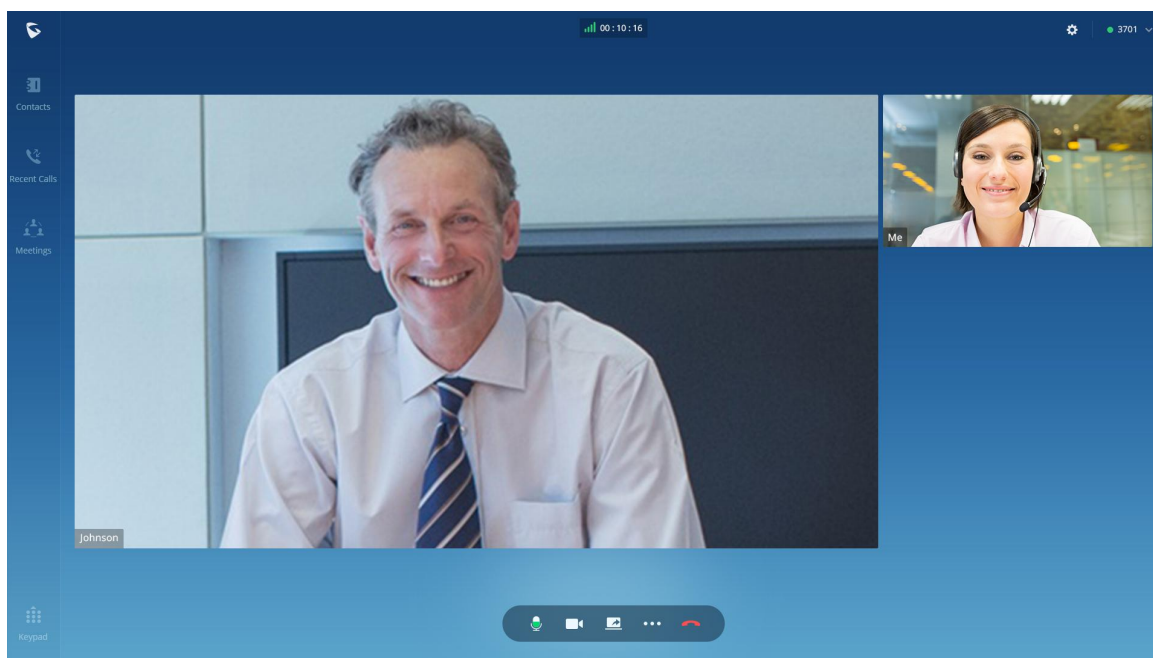 00:10:16
3701
Contacts
Recent Calls
Meetings
Me
Johnson
Keypad